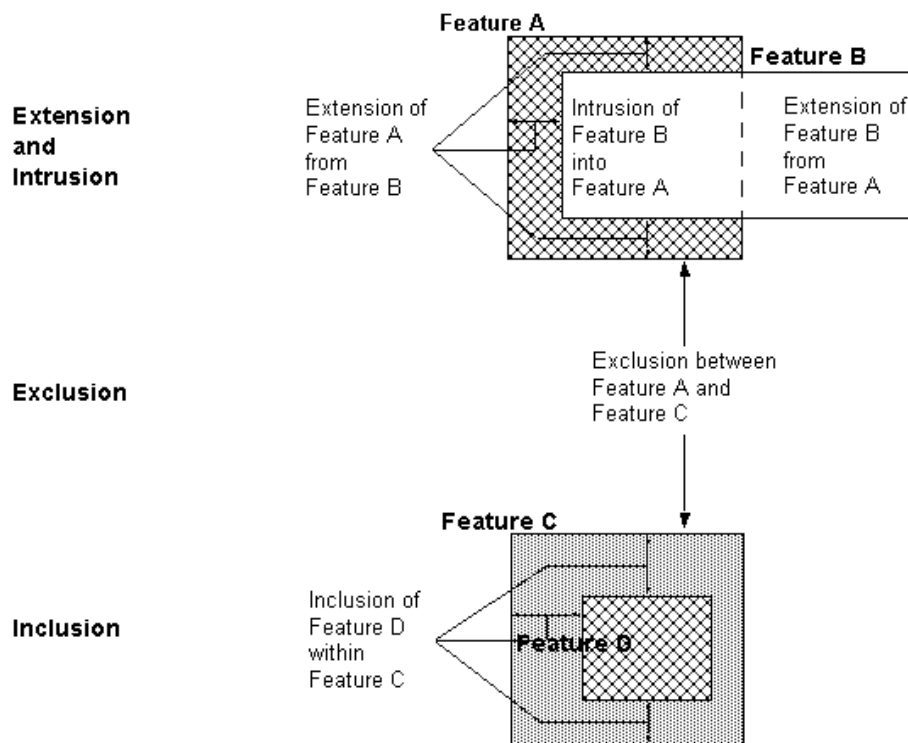 Feature A
Feature B
Extension
and
Intrusion
Extension of
Feature A
from
Feature B
Intrusion of
Feature B
into
Feature A
Extension of
Feature B
from
Feature A
Exclusion
Exclusion between
Feature A and
Feature C
Feature C
Inclusion
Inclusion of
Feature D
within
Feature C
Feature D